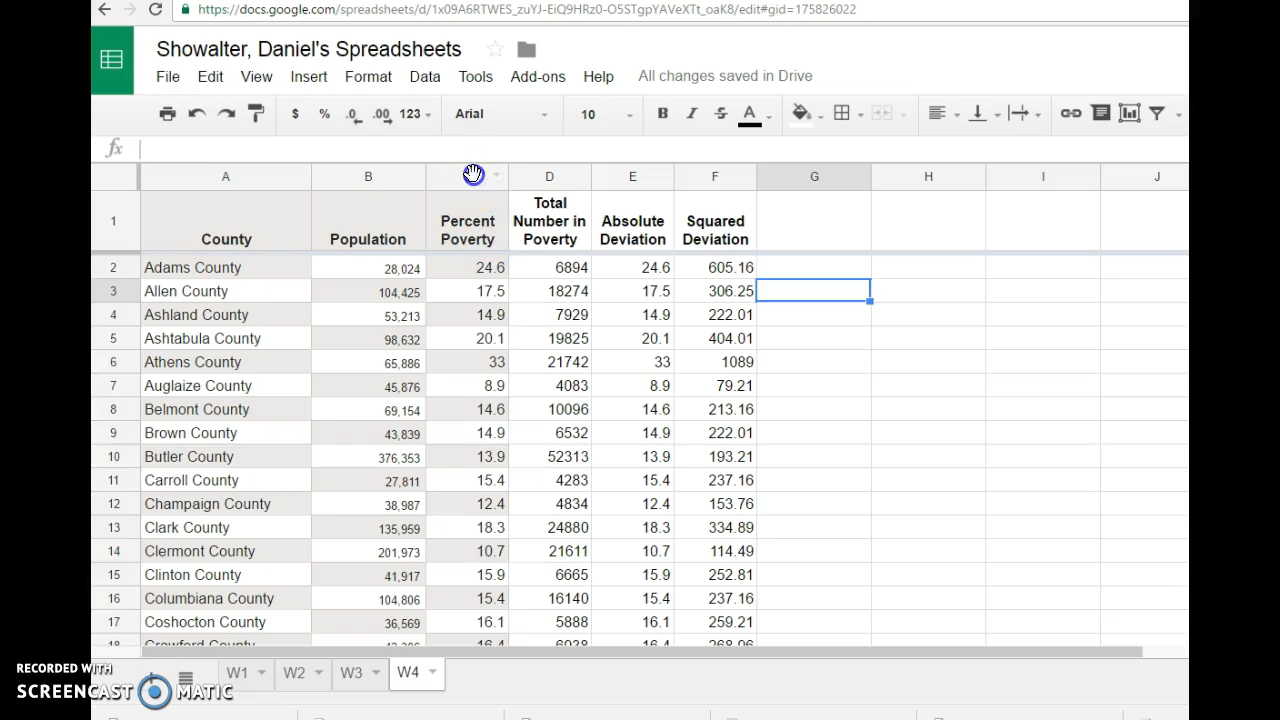 https://docs.google.com/spreadsheets/d/1x09A6RTWES_zuYJ-EiQ9HRz0-O5STgpYAVeXTt_oaK8/edit#gid=175826022
Showalter, Daniel's Spreadsheets
File Edit View Insert Format Data Tools Add-ons Help All changes saved in Drive
$ % .0 .00 123 Arial 10 B I S A
fx
A B D E F G H I J
1 County Population Percent Poverty Total Number in Poverty Absolute Deviation Squared Deviation
2 Adams County 28,024 24.6 6894 24.6 605.16
3 Allen County 104,425 17.5 18274 17.5 306.25
4 Ashland County 53,213 14.9 7929 14.9 222.01
5 Ashtabula County 98,632 20.1 19825 20.1 404.01
6 Athens County 65,886 33 21742 33 1089
7 Auglaize County 45,876 8.9 4083 8.9 79.21
8 Belmont County 69,154 14.6 10096 14.6 213.16
9 Brown County 43,839 14.9 6532 14.9 222.01
10 Butler County 376,353 13.9 52313 13.9 193.21
11 Carroll County 27,811 15.4 4283 15.4 237.16
12 Champaign County 38,987 12.4 4834 12.4 153.76
13 Clark County 135,959 18.3 24880 18.3 334.89
14 Clermont County 201,973 10.7 21611 10.7 114.49
15 Clinton County 41,917 15.9 6665 15.9 252.81
16 Columbiana County 104,806 15.4 16140 15.4 237.16
17 Coshocton County 36,569 16.1 5888 16.1 259.21
18 Crawford County 16.4 6938 16.4 268.96
W1 W2 W3 W4
RECORDED WITH
SCREENCAST MATIC